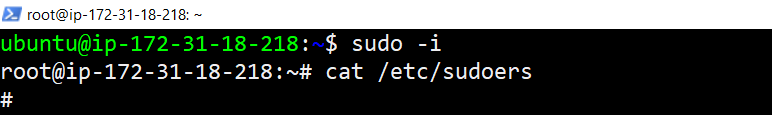 root@ip-172-31-18-218: ~
ubuntu@ip-172-31-18-218:~$ sudo -i
root@ip-172-31-18-218:~# cat /etc/sudoers
#